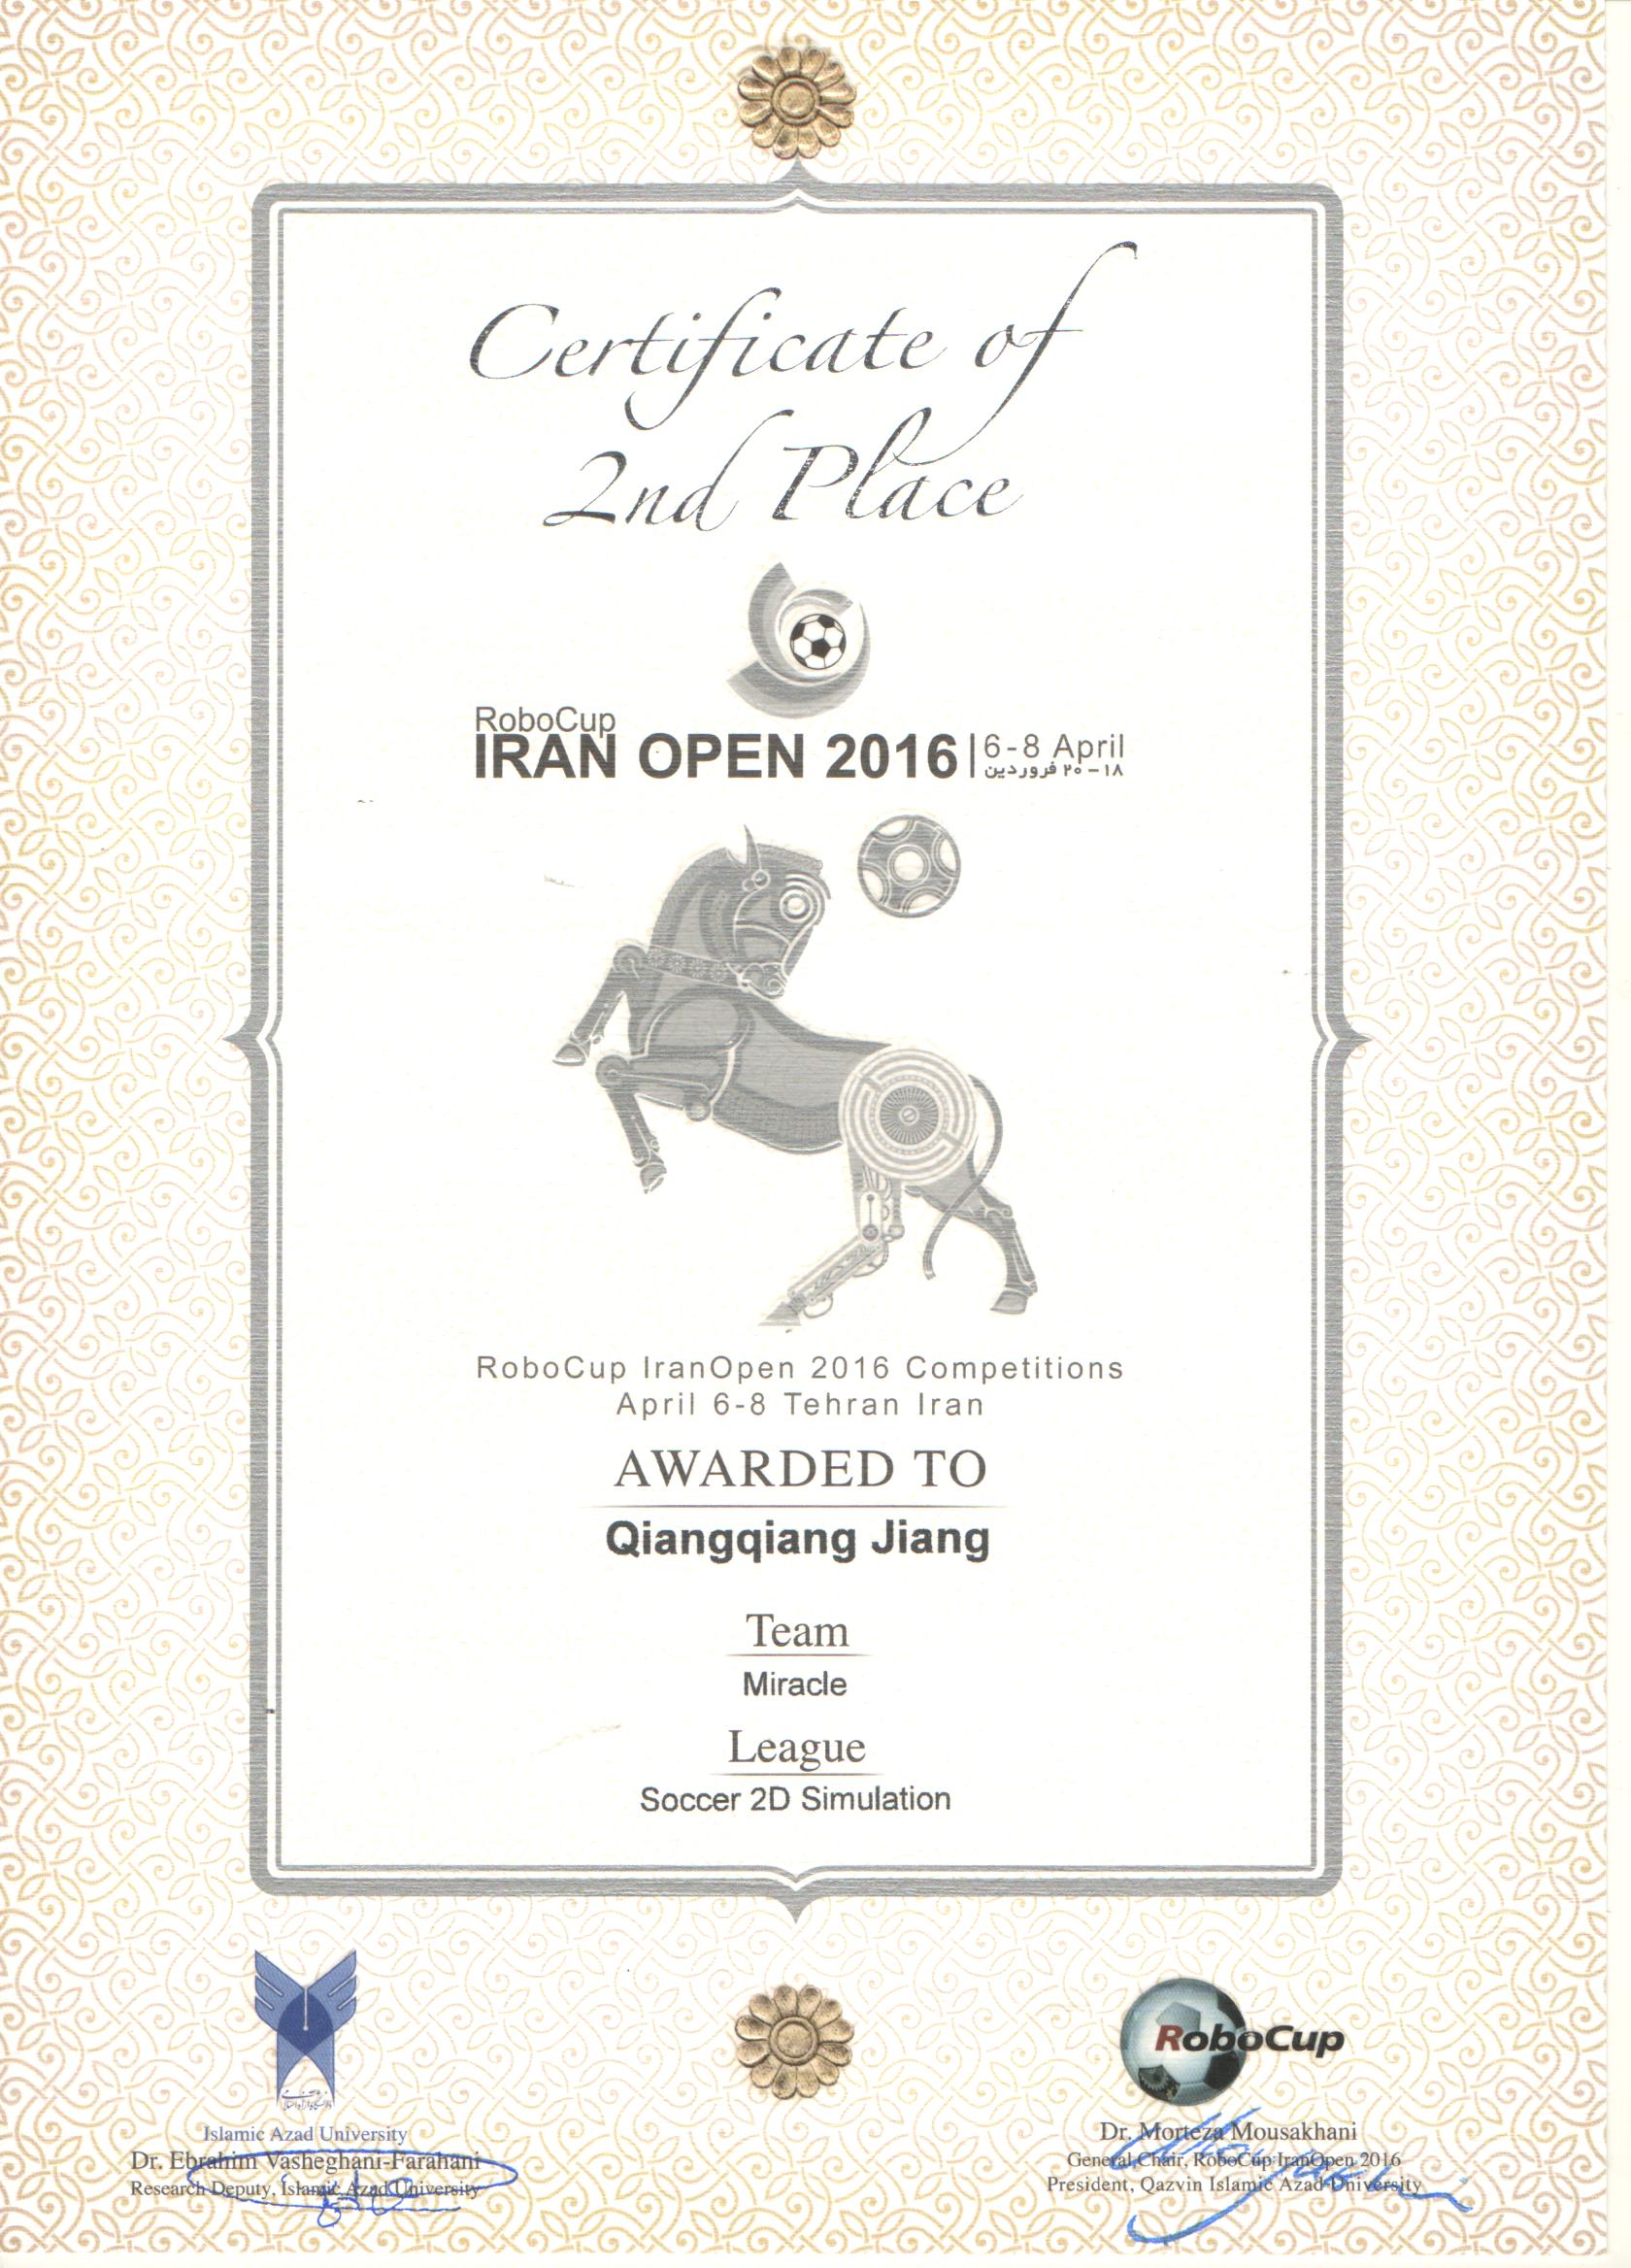 Certificate of
2nd Place
RoboCup
IRAN OPEN 2016
6-8 April
۱۸ – ۲۰ فروردین
RoboCup IranOpen 2016 Competitions
April 6-8 Tehran Iran
AWARDED TO
Qiangqiang Jiang
Team
Miracle
League
Soccer 2D Simulation
Islamic Azad University
Dr. Ebrahim Vasheghani-Farahani
Research Deputy, Islamic Azad University
RoboCup
Dr. Morteza Mousakhani
General Chair, RoboCup IranOpen 2016
President, Qazvin Islamic Azad University